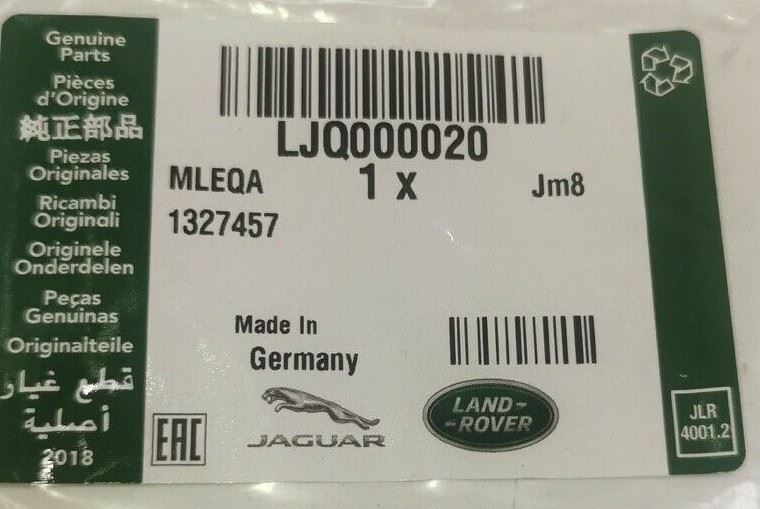 Genuine
Parts
Pièces
d'Origine
純正部品
Piezas
Originales
Ricambi
Originali
Originele
Onderdelen
Peças
Genuinas
Originalteile
قطع غيار
أصلية
2018
LJQ000020
MLEQA
1 x
Jm8
1327457
Made In
Germany
EAC
JAGUAR
LAND-
-ROVER
JLR
4001.2